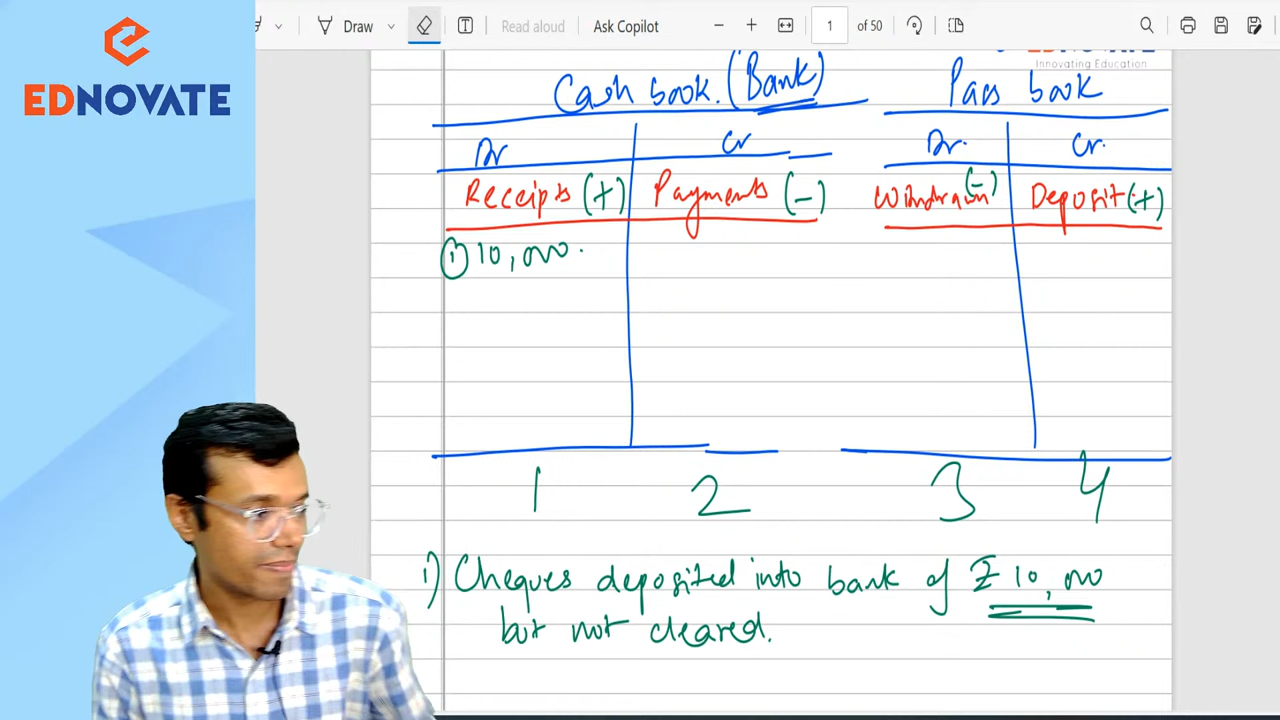 Draw
Read aloud
Ask Copilot
1 of 50
EDNOVATE
Innovating Education
Cash book. (Bank)
Pass book
Dr
Cr
Dr.
Cr.
Receipts (+)
Payments (-)
Withdrawn (-)
Deposit (+)
① 10,000.
1 2 3 4
1) Cheques deposited into bank of ₹ 10,000
but not cleared.